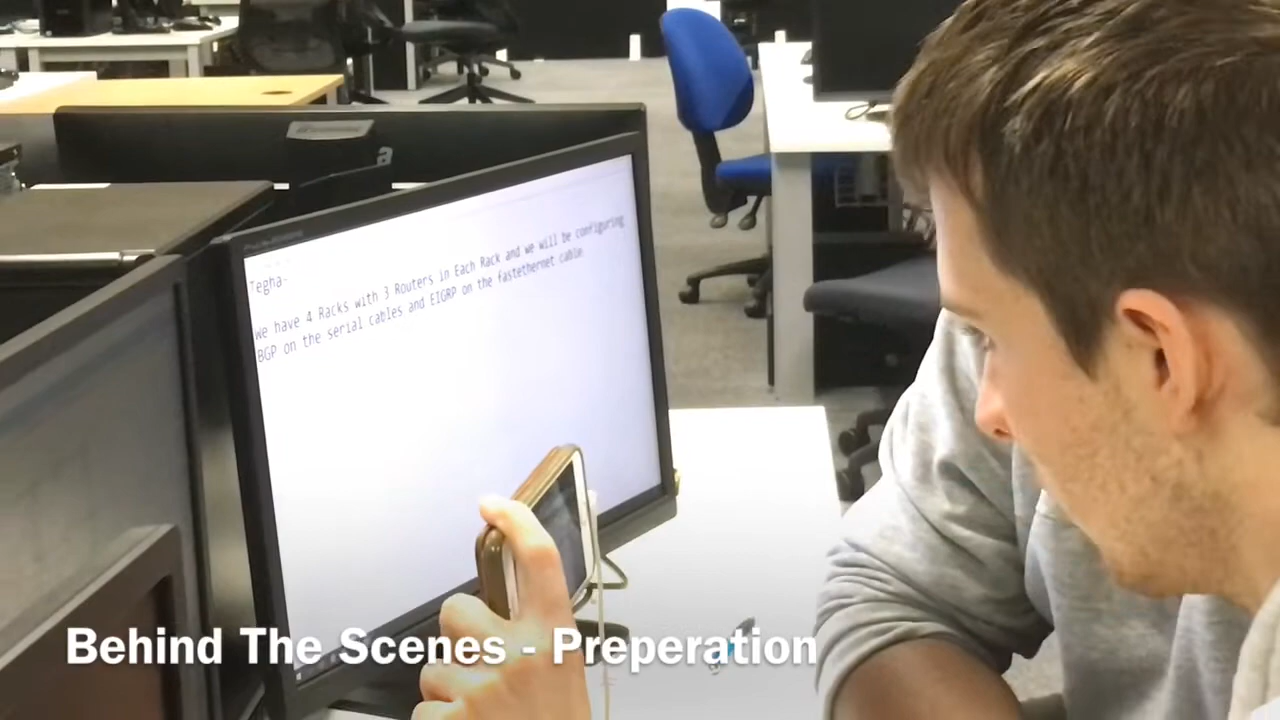 Tegha-
We have 4 Racks with 3 Routers in Each Rack and we will be configuring
BGP on the serial cables and EIGRP on the fastethernet cable
Behind The Scenes - Preperation